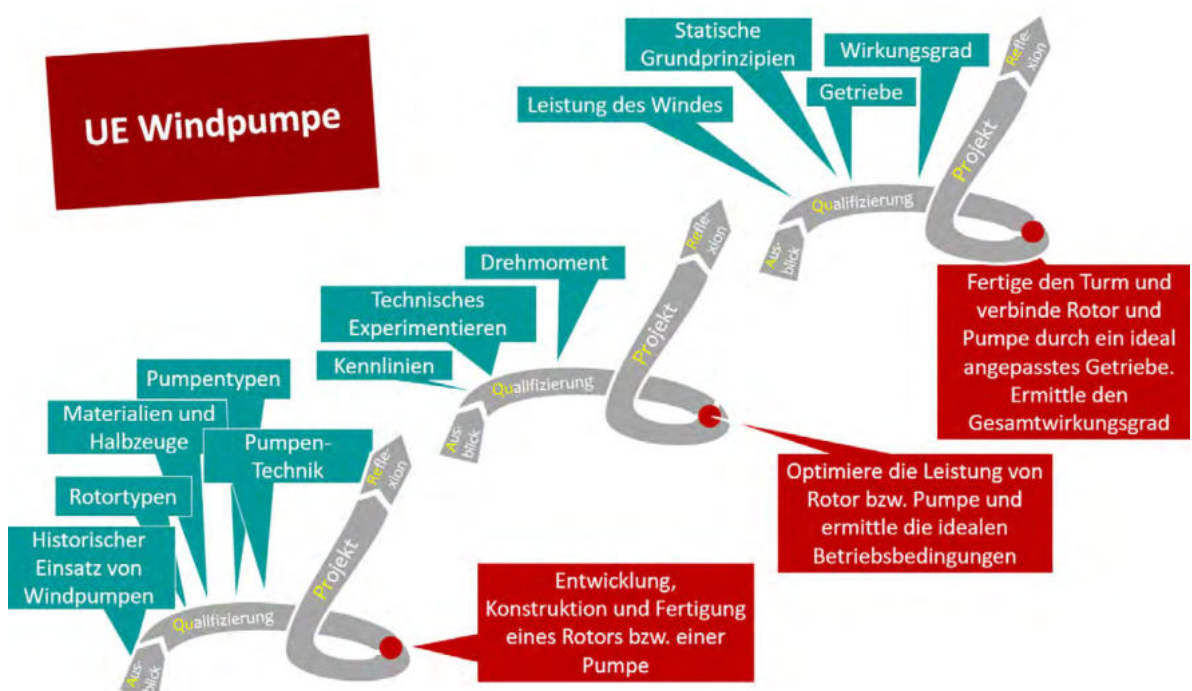 UE Windpumpe
Statische
Grundprinzipien
Wirkungsgrad
Getriebe
Leistung des Windes
Aus-
blick
Qualifizierung
Projekt
Refle-
xion
Fertige den Turm und
verbinde Rotor und
Pumpe durch ein ideal
angepasstes Getriebe.
Ermittle den
Gesamtwirkungsgrad
Drehmoment
Technisches
Experimentieren
Kennlinien
Aus-
blick
Qualifizierung
Projekt
Refle-
xion
Optimiere die Leistung von
Rotor bzw. Pumpe und
ermittle die idealen
Betriebsbedingungen
Pumpentypen
Materialien und
Halbzeuge
Pumpen-
Technik
Rotortypen
Historischer
Einsatz von
Windpumpen
Aus-
blick
Qualifizierung
Projekt
Refle-
xion
Entwicklung,
Konstruktion und Fertigung
eines Rotors bzw. einer
Pumpe